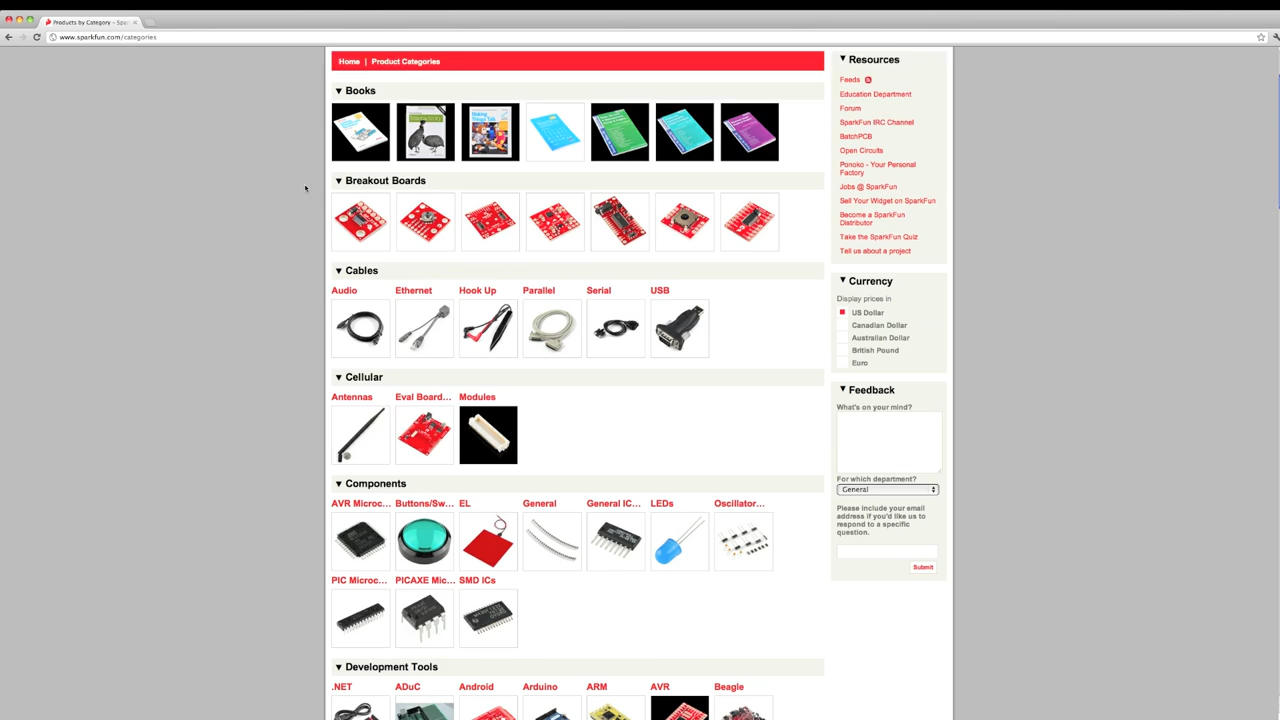 Products by Category - Spa
www.sparkfun.com/categories
Home | Product Categories
Books
Breakout Boards
Cables
Audio Ethernet Hook Up Parallel Serial USB
Cellular
Antennas Eval Board... Modules
Components
AVR Microc... Buttons/Sw... EL General General IC... LEDs Oscillator...
PIC Microc... PICAXE Mic... SMD ICs
Development Tools
.NET ADuC Android Arduino ARM AVR Beagle
Resources
Feeds
Education Department
Forum
SparkFun IRC Channel
BatchPCB
Open Circuits
Ponoko - Your Personal
Factory
Jobs @ SparkFun
Sell Your Widget on SparkFun
Become a SparkFun
Distributor
Take the SparkFun Quiz
Tell us about a project
Currency
Display prices in
US Dollar
Canadian Dollar
Australian Dollar
British Pound
Euro
Feedback
What's on your mind?
For which department?
General
Please include your email
address if you'd like us to
respond to a specific
question.
Submit